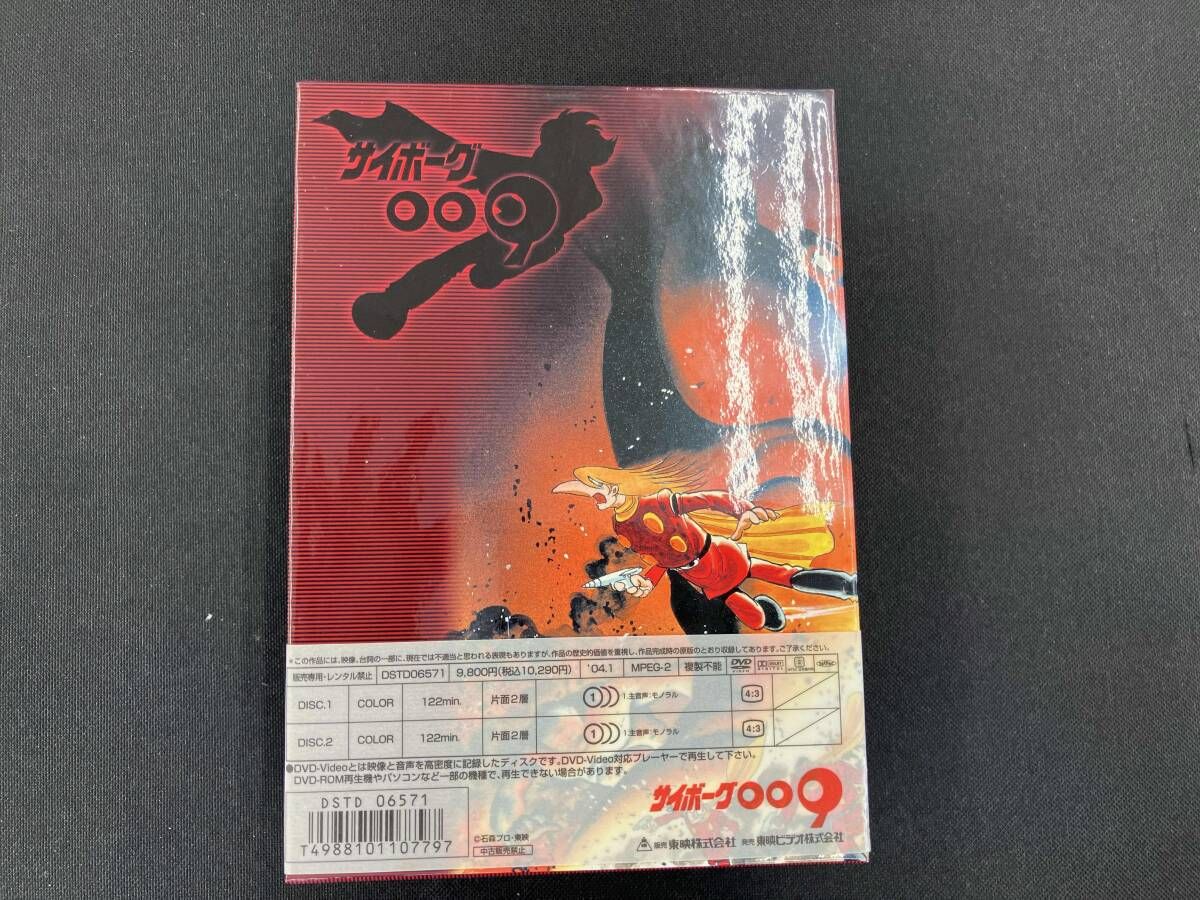 サイボーグ
009
*この作品には、映像、台詞の一部に、現在では不適当と思われる表現もありますが、作品の歴史的価値を重視し、作品完成時の原版のとおり収録してあります。ご了承ください。
販売専用・レンタル禁止 DSTD06571 9,800円(税込10,290円) '04.1 MPEG-2 複製不能 DVD VIDEO
DISC.1 COLOR 122min. 片面2層 1 1.主音声:モノラル 4:3
DISC.2 COLOR 122min. 片面2層 1 1.主音声:モノラル 4:3
●DVD-Videoとは映像と音声を高密度に記録したディスクです。DVD-Video対応プレーヤーで再生して下さい。
DVD-ROM再生機やパソコンなど一部の機種で、再生できない場合があります。
サイボーグ009
DSTD 06571
T4988101107797
©石森プロ・東映
中古販売禁止
販売 東映株式会社 発売 東映ビデオ株式会社